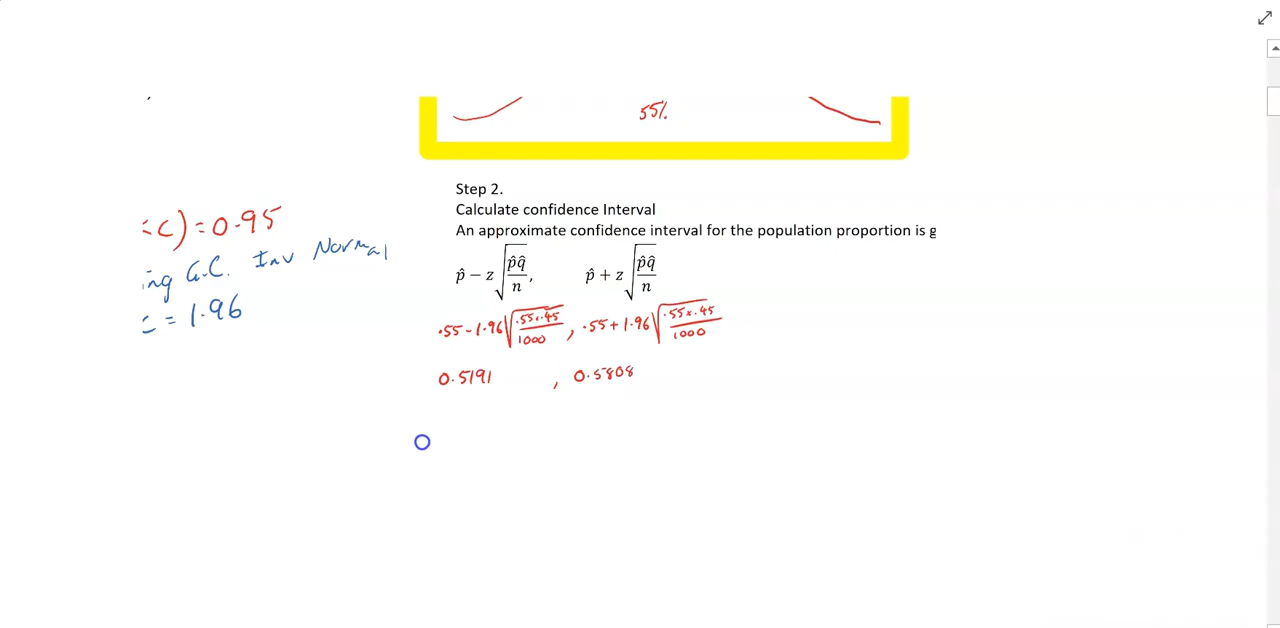 55%
Step 2.
Calculate confidence Interval
An approximate confidence interval for the population proportion is g
:c) = 0.95
ing G.C. Inv Normal
c = 1.96
p̂ − z√(p̂q̂/n), p̂ + z√(p̂q̂/n)
.55 - 1.96√(.55×.45/1000), .55 + 1.96√(.55×.45/1000)
0.5191 , 0.5808